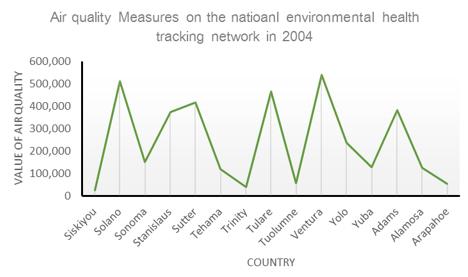 Air quality Measures on the natioanl environmental health
tracking network in 2004
VALUE OF AIR QUALITY
600,000
500,000
400,000
300,000
200,000
100,000
0
Siskiyou
Solano
Sonoma
Stanislaus
Sutter
Tehama
Trinity
Tulare
Tuolumne
Ventura
Yolo
Yuba
Adams
Alamosa
Arapahoe
COUNTRY